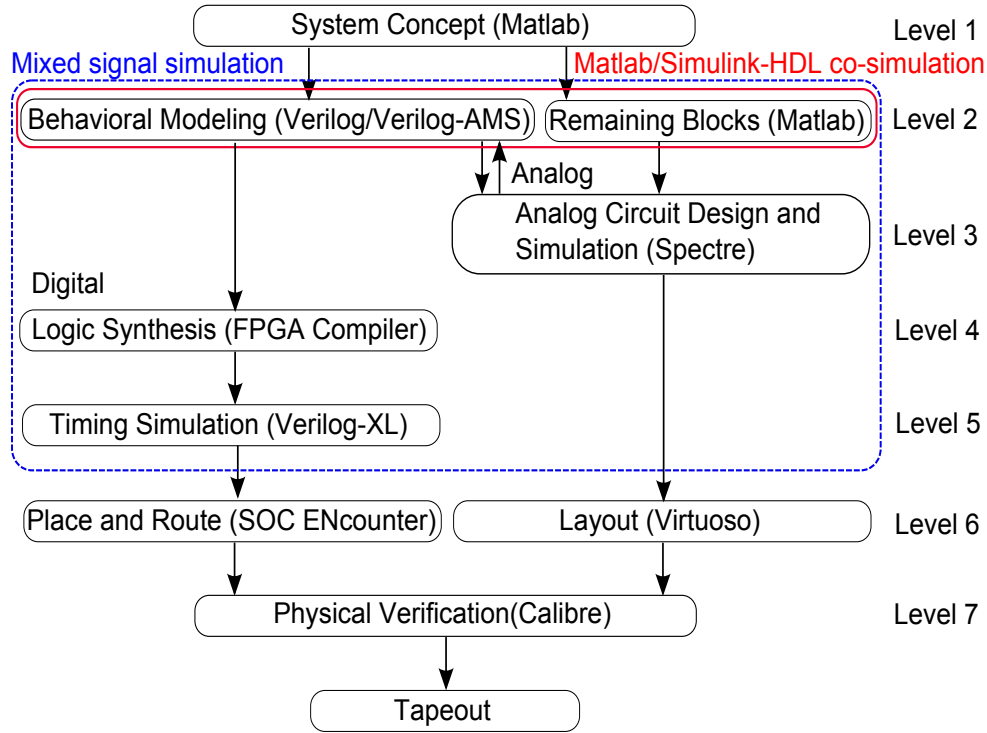 System Concept (Matlab)
Level 1
Mixed signal simulation
Matlab/Simulink-HDL co-simulation
Behavioral Modeling (Verilog/Verilog-AMS)
Remaining Blocks (Matlab)
Level 2
Analog
Analog Circuit Design and
Simulation (Spectre)
Level 3
Digital
Logic Synthesis (FPGA Compiler)
Level 4
Timing Simulation (Verilog-XL)
Level 5
Place and Route (SOC ENcounter)
Layout (Virtuoso)
Level 6
Physical Verification(Calibre)
Level 7
Tapeout